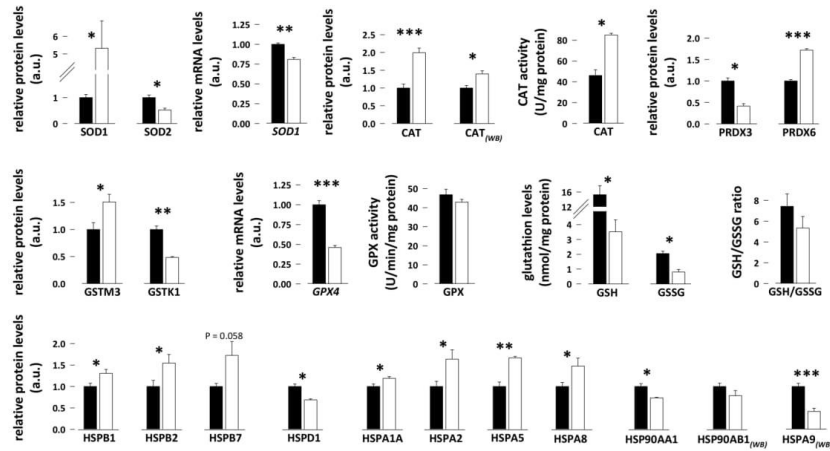 relative protein levels
(a.u.)
6
5
1
0
*
*
SOD1
SOD2
relative mRNA levels
(a.u.)
1.00
0.75
0.50
0.25
0.00
**
SOD1
relative protein levels
(a.u.)
2.5
2.0
1.5
1.0
0.5
0.0
***
*
CAT
CAT(WB)
CAT activity
(U/mg protein)
80
60
40
20
0
*
CAT
relative protein levels
(a.u.)
2.0
1.5
1.0
0.5
0.0
*
***
PRDX3
PRDX6
relative protein levels
(a.u.)
1.5
1.0
0.5
0.0
*
**
GSTM3
GSTK1
relative mRNA levels
(a.u.)
1.25
1.00
0.75
0.50
0.25
0.00
***
GPX4
GPX activity
(U/min/mg protein)
50
40
30
20
10
0
GPX
glutathion levels
(nmol/mg protein)
16
12
4
2
0
*
*
GSH
GSSG
GSH/GSSG ratio
8
6
4
2
0
GSH/GSSG
relative protein levels
(a.u.)
2.0
1.5
1.0
0.5
0.0
*
*
P = 0.058
*
*
*
**
*
*
***
HSPB1
HSPB2
HSPB7
HSPD1
HSPA1A
HSPA2
HSPA5
HSPA8
HSP90AA1
HSP90AB1(WB)
HSPA9(WB)